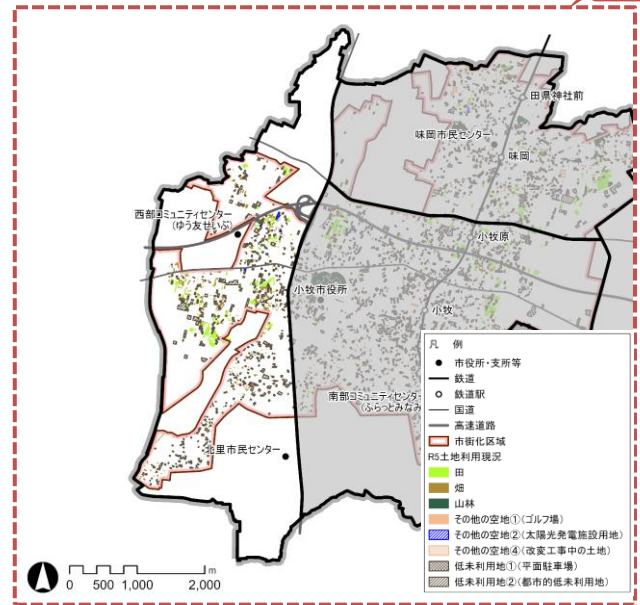 田県神社前
味岡市民センター
味岡
西部コミュニティセンター
(ゆう友せいぶ)
小牧原
小牧市役所
小牧
南部コミュニティセンター
(ふらっとみなみ
北里市民センター
凡 例
市役所・支所等
鉄道
鉄道駅
国道
高速道路
市街化区域
R5土地利用現況
田
畑
山林
その他の空地①(ゴルフ場)
その他の空地②(太陽光発電施設用地)
その他の空地④(改変工事中の土地)
低未利用地①(平面駐車場)
低未利用地②(都市的低未利用地)
m
0 500 1,000 2,000